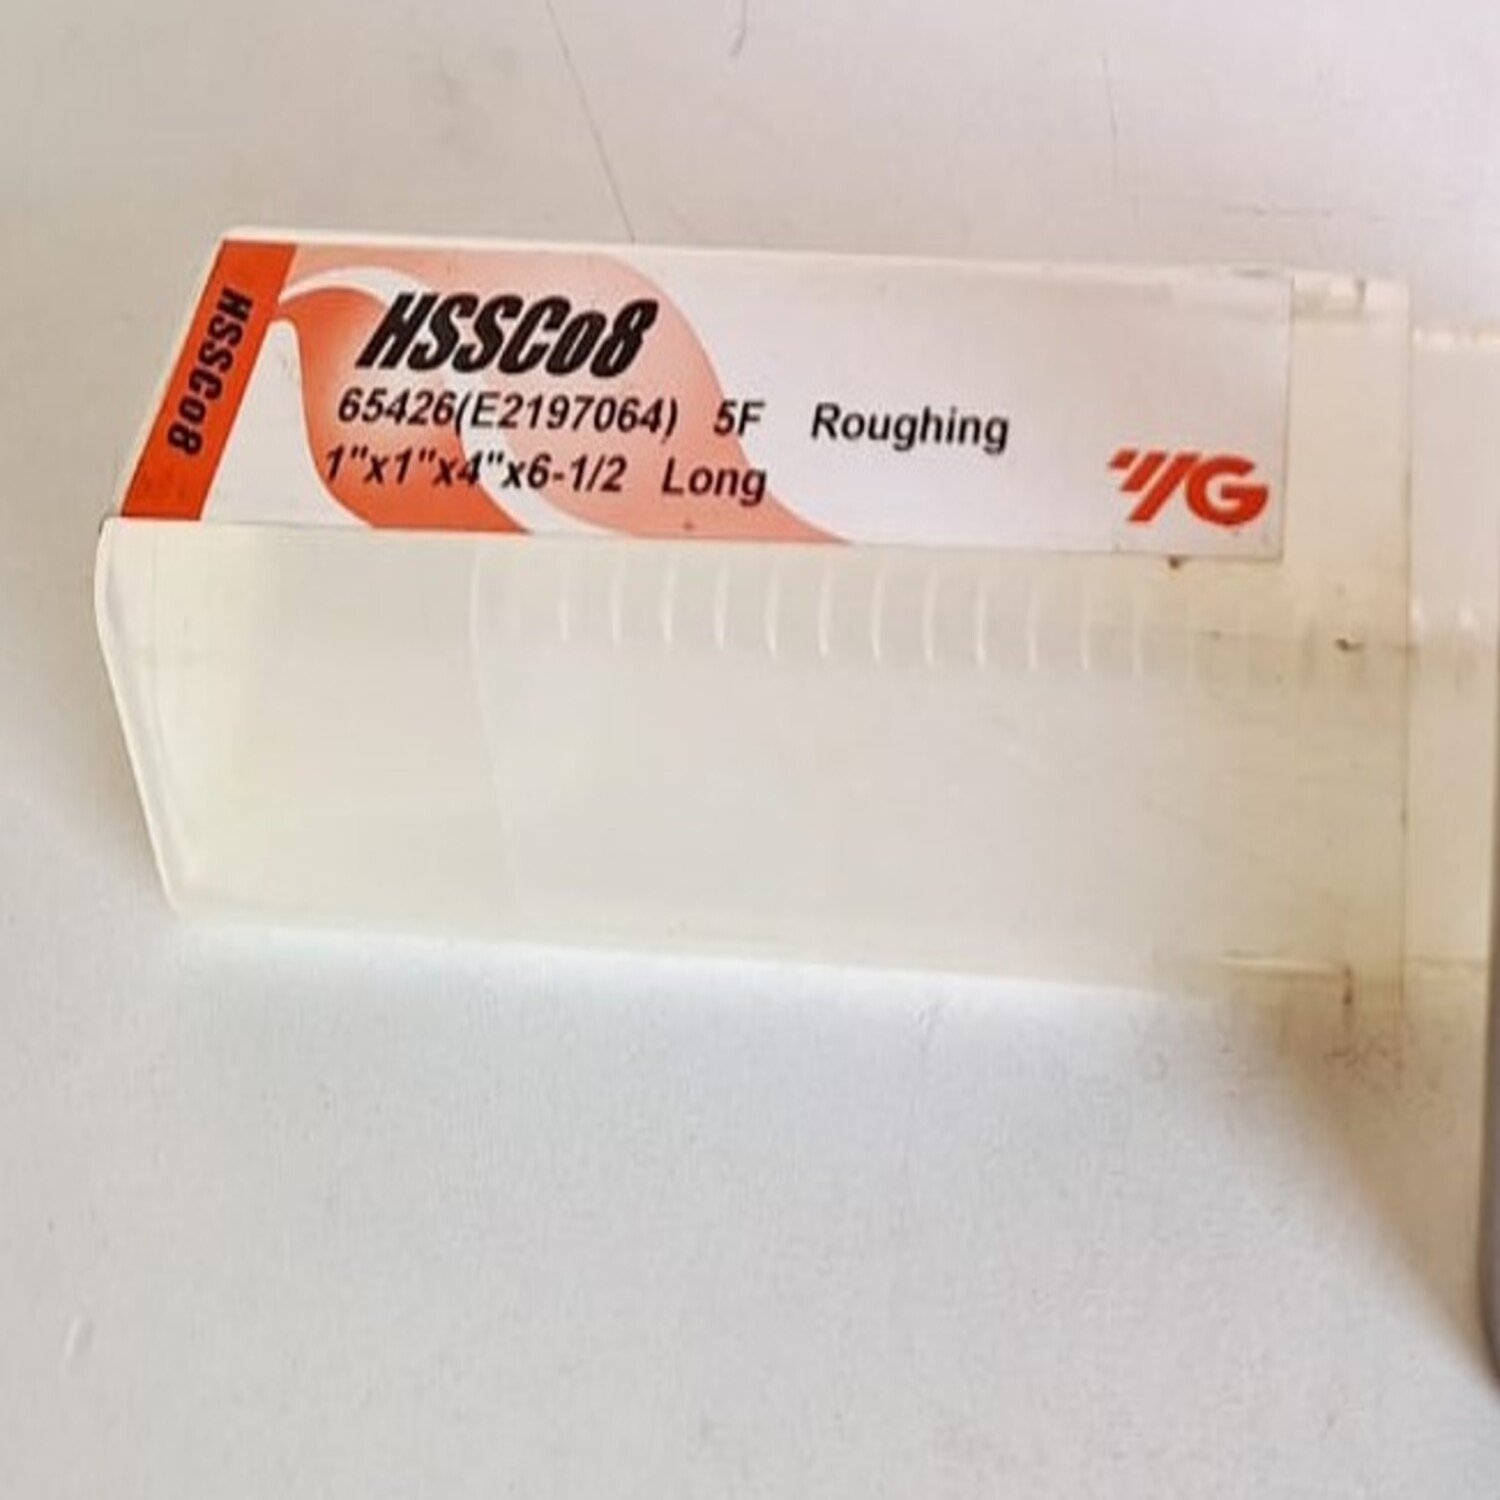 HSSCo8
HSSCo8
65426(E2197064) 5F Roughing
1"x1"x4"x6-1/2 Long
YG